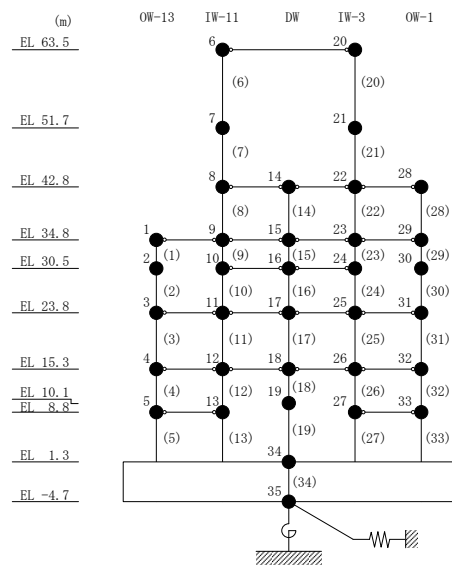 (m) OW-13 IW-11 DW IW-3 OW-1
EL 63.5 6 20
(6) (20)
EL 51.7 7 21
(7) (21)
EL 42.8 8 14 22 28
(8) (14) (22) (28)
EL 34.8 1 9 15 23 29
(1) (9) (15) (23) (29)
EL 30.5 2 10 16 24 30
(2) (10) (16) (24) (30)
EL 23.8 3 11 17 25 31
(3) (11) (17) (25) (31)
EL 15.3 4 12 18 26 32
(4) (12) (18) (26) (32)
EL 10.1 19
EL 8.8 5 13 27 33
(5) (13) (19) (27) (33)
EL 1.3 34
(34)
EL -4.7 35